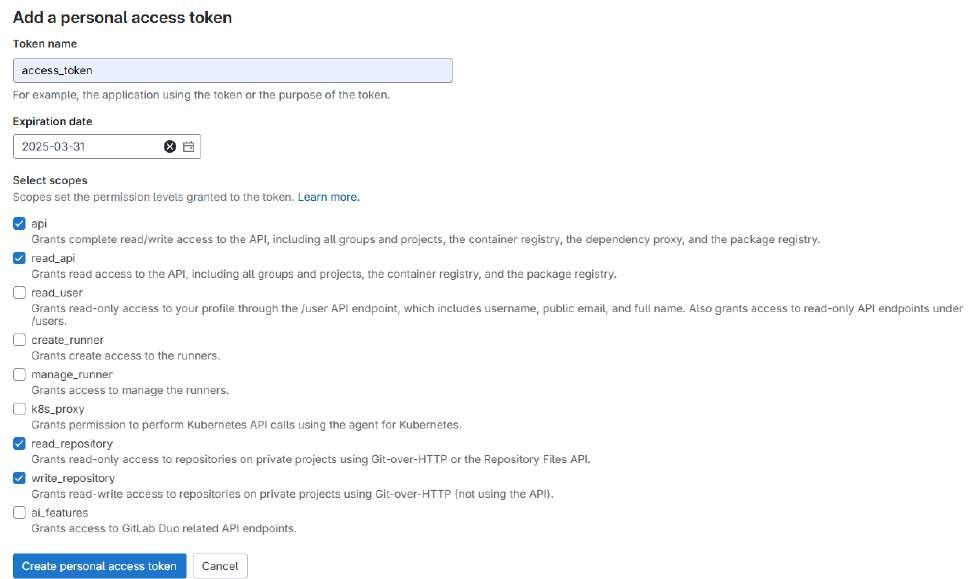 Add a personal access token
Token name
access_token
For example, the application using the token or the purpose of the token.
Expiration date
2025-03-31
Select scopes
Scopes set the permission levels granted to the token. Learn more.
api
Grants complete read/write access to the API, including all groups and projects, the container registry, the dependency proxy, and the package registry.
read_api
Grants read access to the API, including all groups and projects, the container registry, and the package registry.
read_user
Grants read-only access to your profile through the /user API endpoint, which includes username, public email, and full name. Also grants access to read-only API endpoints under
/users.
create_runner
Grants create access to the runners.
manage_runner
Grants access to manage the runners.
k8s_proxy
Grants permission to perform Kubernetes API calls using the agent for Kubernetes.
read_repository
Grants read-only access to repositories on private projects using Git-over-HTTP or the Repository Files API.
write_repository
Grants read-write access to repositories on private projects using Git-over-HTTP (not using the API).
ai_features
Grants access to GitLab Duo related API endpoints.
Create personal access token Cancel